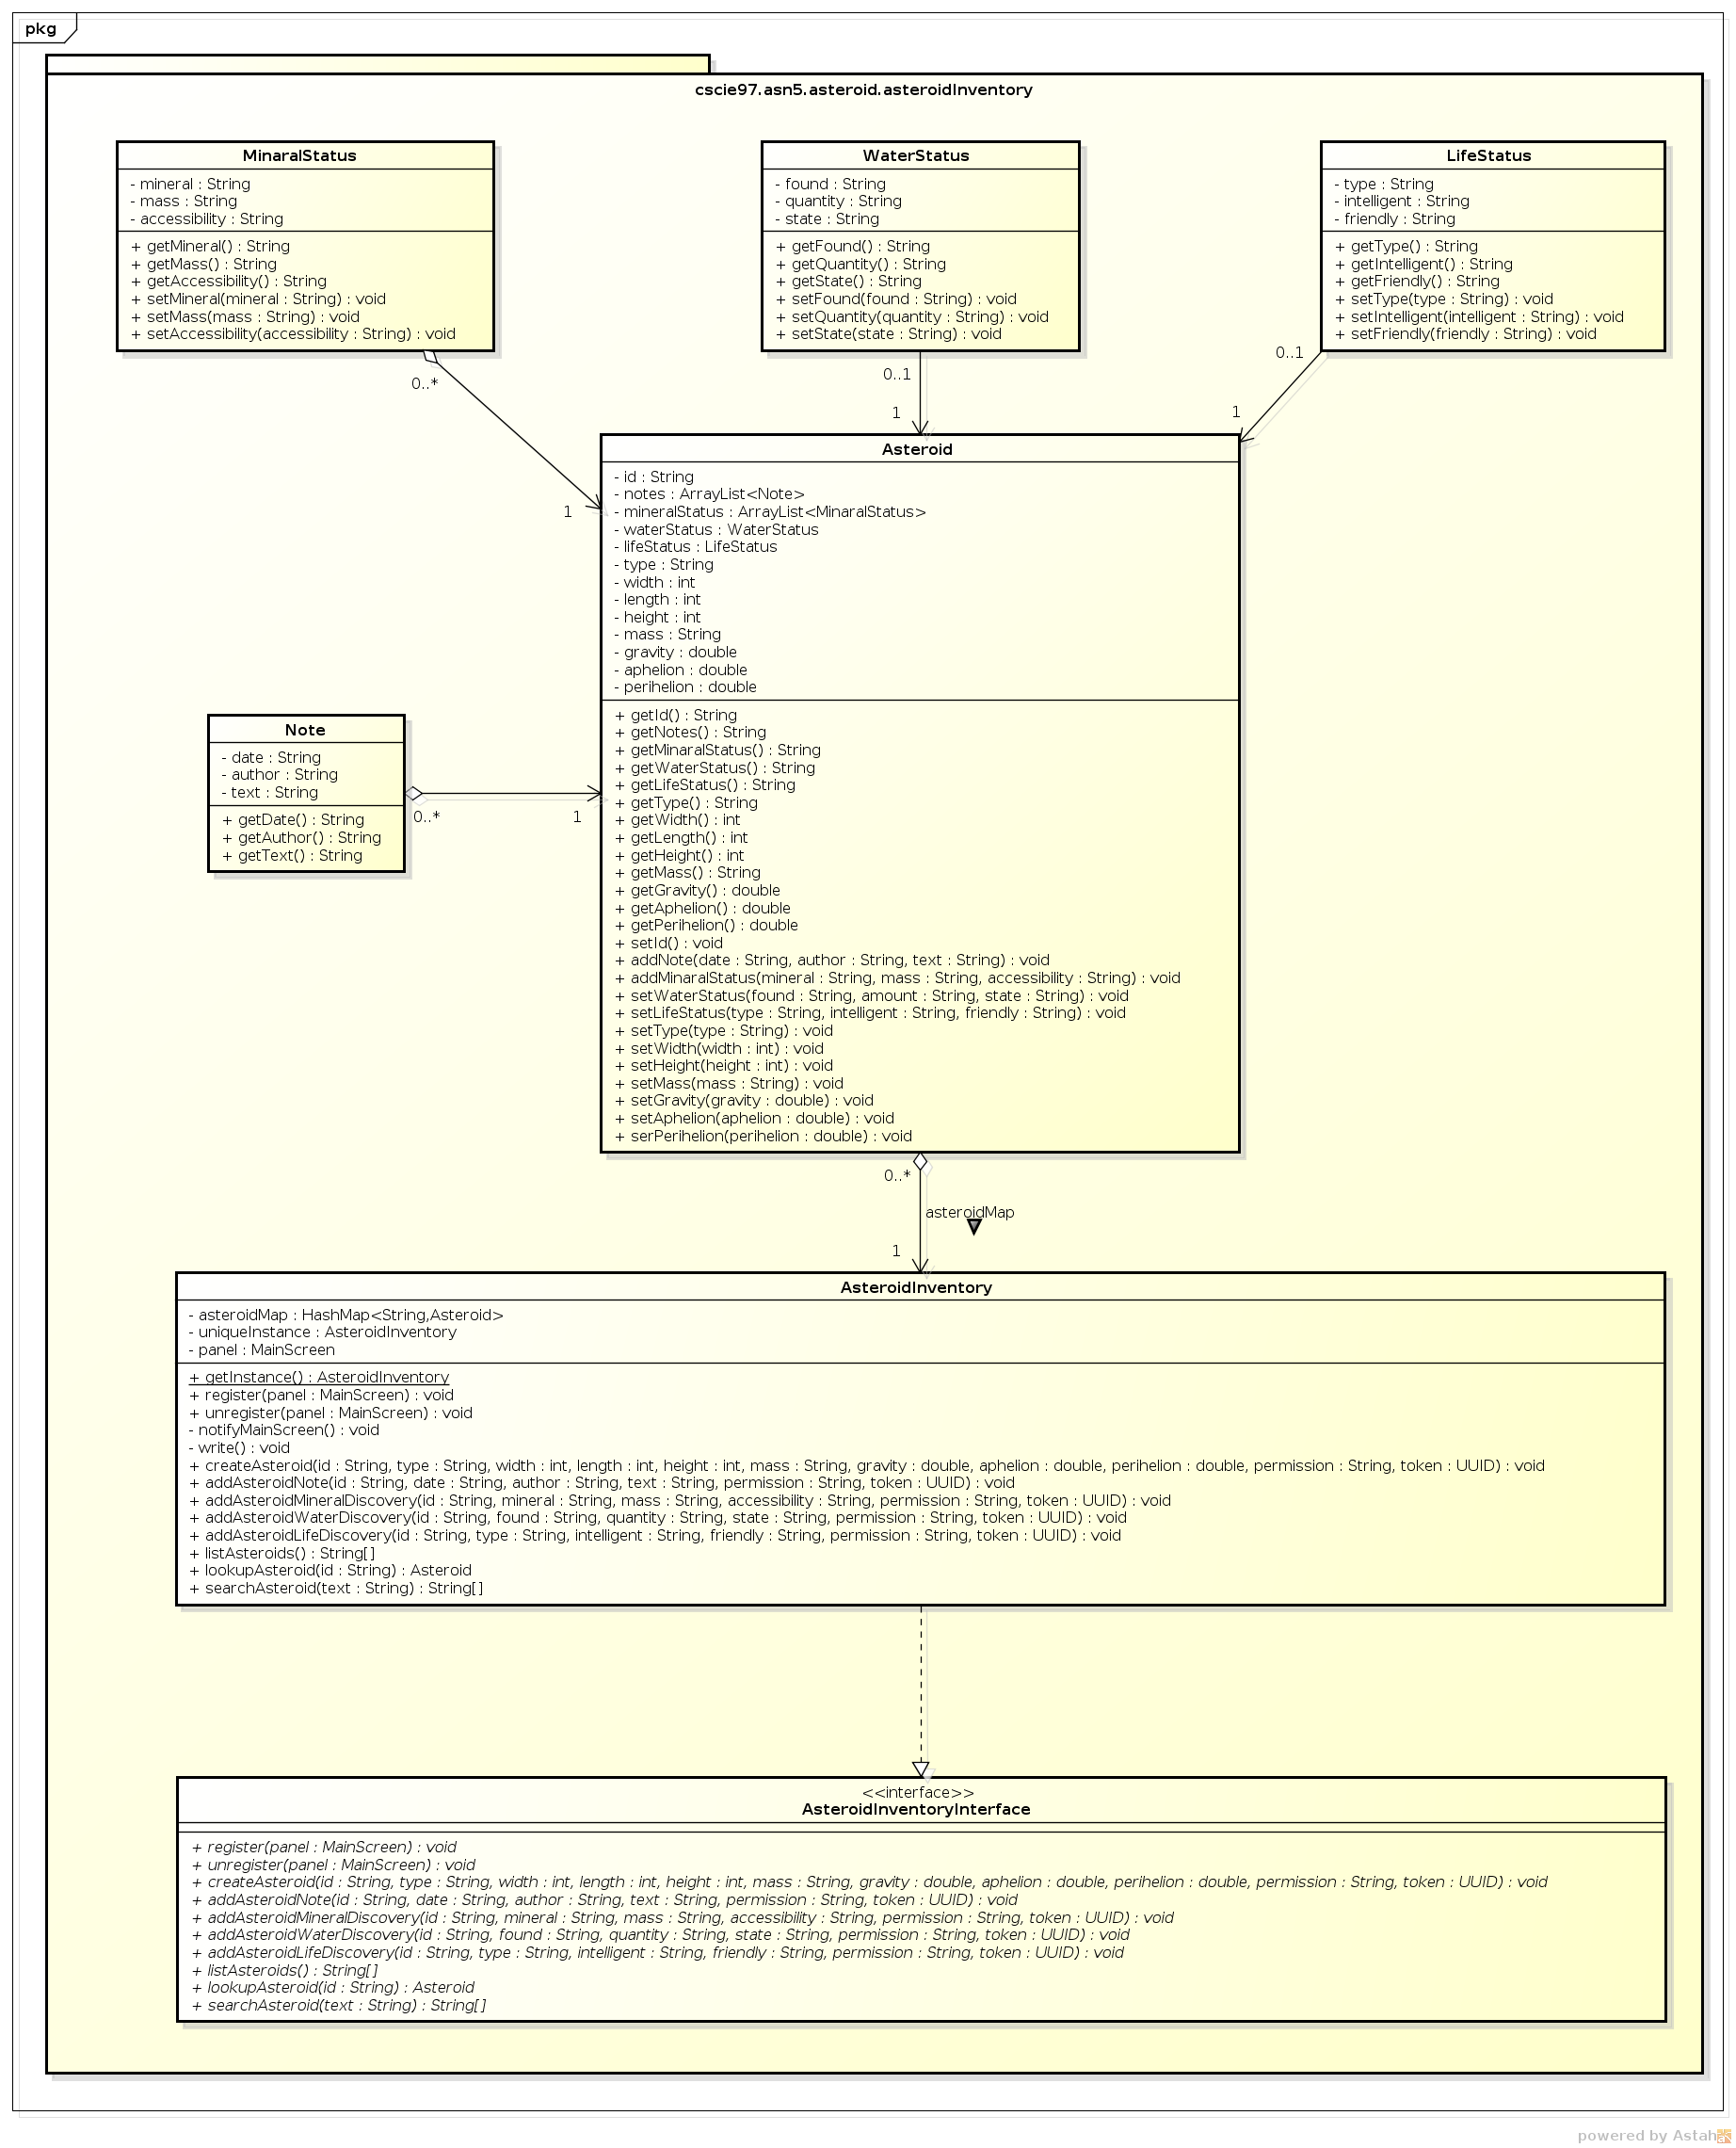 pkg
cscie97.asn5.asteroid.asteroidInventory
MinaralStatus
- mineral : String
- mass : String
- accessibility : String
+ getMineral() : String
+ getMass() : String
+ getAccessibility() : String
+ setMineral(mineral : String) : void
+ setMass(mass : String) : void
+ setAccessibility(accessibility : String) : void
WaterStatus
- found : String
- quantity : String
- state : String
+ getFound() : String
+ getQuantity() : String
+ getState() : String
+ setFound(found : String) : void
+ setQuantity(quantity : String) : void
+ setState(state : String) : void
LifeStatus
- type : String
- intelligent : String
- friendly : String
+ getType() : String
+ getIntelligent() : String
+ getFriendly() : String
+ setType(type : String) : void
+ setIntelligent(intelligent : String) : void
+ setFriendly(friendly : String) : void
0..*
1
0..1
1
0..1
1
Asteroid
- id : String
- notes : ArrayList<Note>
- mineralStatus : ArrayList<MinaralStatus>
- waterStatus : WaterStatus
- lifeStatus : LifeStatus
- type : String
- width : int
- length : int
- height : int
- mass : String
- gravity : double
- aphelion : double
- perihelion : double
+ getId() : String
+ getNotes() : String
+ getMinaralStatus() : String
+ getWaterStatus() : String
+ getLifeStatus() : String
+ getType() : String
+ getWidth() : int
+ getLength() : int
+ getHeight() : int
+ getMass() : String
+ getGravity() : double
+ getAphelion() : double
+ getPerihelion() : double
+ setId() : void
+ addNote(date : String, author : String, text : String) : void
+ addMinaralStatus(mineral : String, mass : String, accessibility : String) : void
+ setWaterStatus(found : String, amount : String, state : String) : void
+ setLifeStatus(type : String, intelligent : String, friendly : String) : void
+ setType(type : String) : void
+ setWidth(width : int) : void
+ setHeight(height : int) : void
+ setMass(mass : String) : void
+ setGravity(gravity : double) : void
+ setAphelion(aphelion : double) : void
+ serPerihelion(perihelion : double) : void
Note
- date : String
- author : String
- text : String
+ getDate() : String
+ getAuthor() : String
+ getText() : String
0..*
1
0..*
asteroidMap
1
AsteroidInventory
- asteroidMap : HashMap<String,Asteroid>
- uniqueInstance : AsteroidInventory
- panel : MainScreen
+ getInstance() : AsteroidInventory
+ register(panel : MainScreen) : void
+ unregister(panel : MainScreen) : void
- notifyMainScreen() : void
- write() : void
+ createAsteroid(id : String, type : String, width : int, length : int, height : int, mass : String, gravity : double, aphelion : double, perihelion : double, permission : String, token : UUID) : void
+ addAsteroidNote(id : String, date : String, author : String, text : String, permission : String, token : UUID) : void
+ addAsteroidMineralDiscovery(id : String, mineral : String, mass : String, accessibility : String, permission : String, token : UUID) : void
+ addAsteroidWaterDiscovery(id : String, found : String, quantity : String, state : String, permission : String, token : UUID) : void
+ addAsteroidLifeDiscovery(id : String, type : String, intelligent : String, friendly : String, permission : String, token : UUID) : void
+ listAsteroids() : String[]
+ lookupAsteroid(id : String) : Asteroid
+ searchAsteroid(text : String) : String[]
<<interface>>
AsteroidInventoryInterface
+ register(panel : MainScreen) : void
+ unregister(panel : MainScreen) : void
+ createAsteroid(id : String, type : String, width : int, length : int, height : int, mass : String, gravity : double, aphelion : double, perihelion : double, permission : String, token : UUID) : void
+ addAsteroidNote(id : String, date : String, author : String, text : String, permission : String, token : UUID) : void
+ addAsteroidMineralDiscovery(id : String, mineral : String, mass : String, accessibility : String, permission : String, token : UUID) : void
+ addAsteroidWaterDiscovery(id : String, found : String, quantity : String, state : String, permission : String, token : UUID) : void
+ addAsteroidLifeDiscovery(id : String, type : String, intelligent : String, friendly : String, permission : String, token : UUID) : void
+ listAsteroids() : String[]
+ lookupAsteroid(id : String) : Asteroid
+ searchAsteroid(text : String) : String[]
powered by Astah